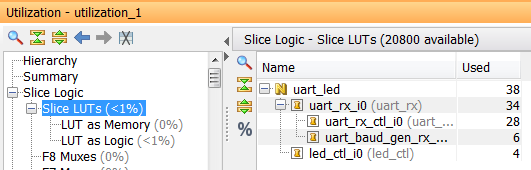 Utilization - utilization_1
Hierarchy
Summary
Slice Logic
Slice LUTs (<1%)
LUT as Memory (0%)
LUT as Logic (<1%)
F8 Muxes (0%)
Slice Logic - Slice LUTs (20800 available)
Name Used
uart_led 38
uart_rx_i0 (uart_rx) 34
uart_rx_ctl_i0 (uart_... 28
uart_baud_gen_rx_... 6
led_ctl_i0 (led_ctl) 4
%